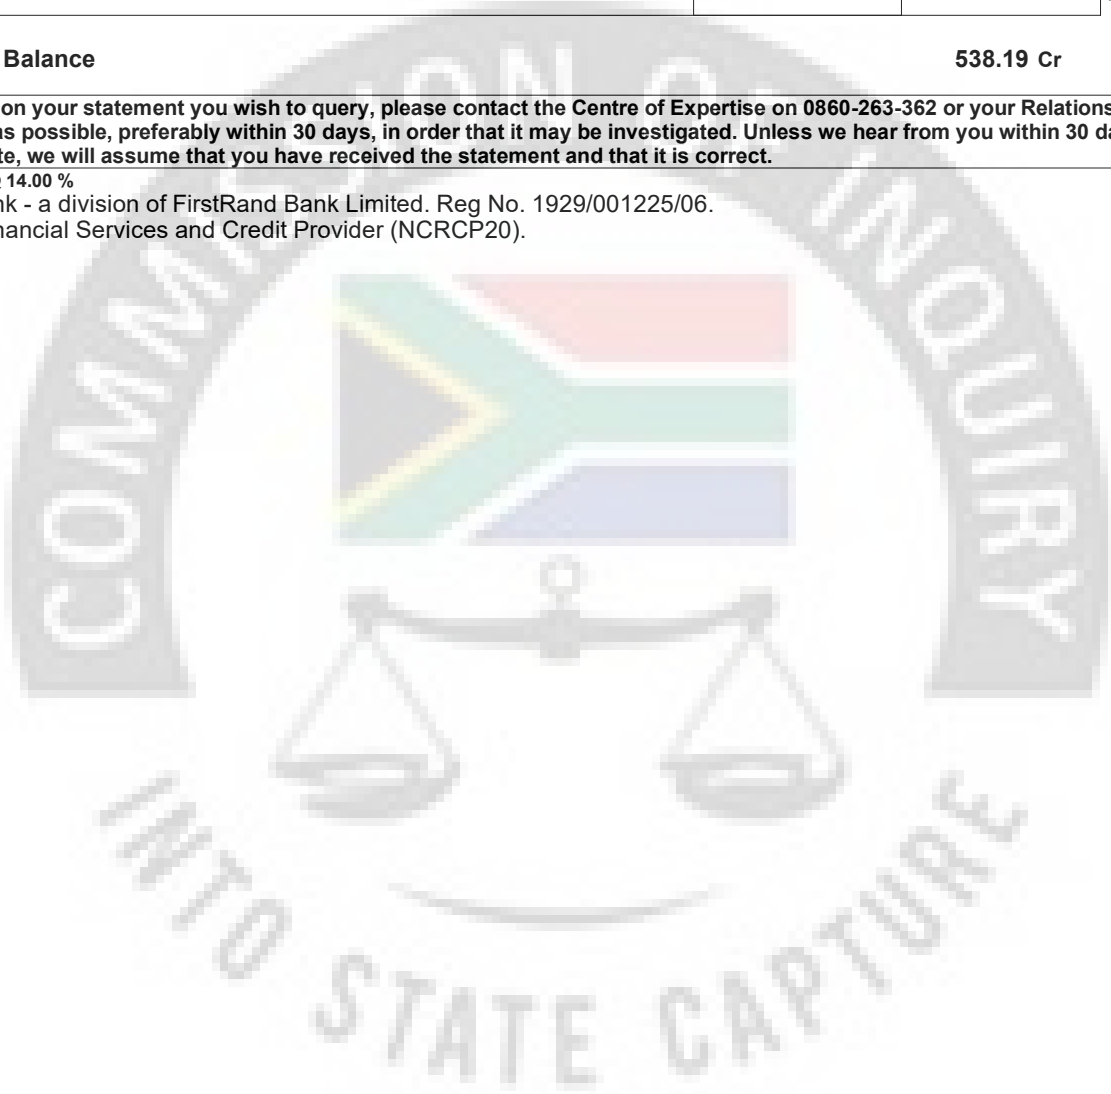 Balance 538.19 Cr
on your statement you wish to query, please contact the Centre of Expertise on 0860-263-362 or your Relations
as possible, preferably within 30 days, in order that it may be investigated. Unless we hear from you within 30 da
te, we will assume that you have received the statement and that it is correct.
14.00 %
nk - a division of FirstRand Bank Limited. Reg No. 1929/001225/06.
nancial Services and Credit Provider (NCRCP20).
COMMISSION OF INQUIRY
INTO STATE CAPTURE